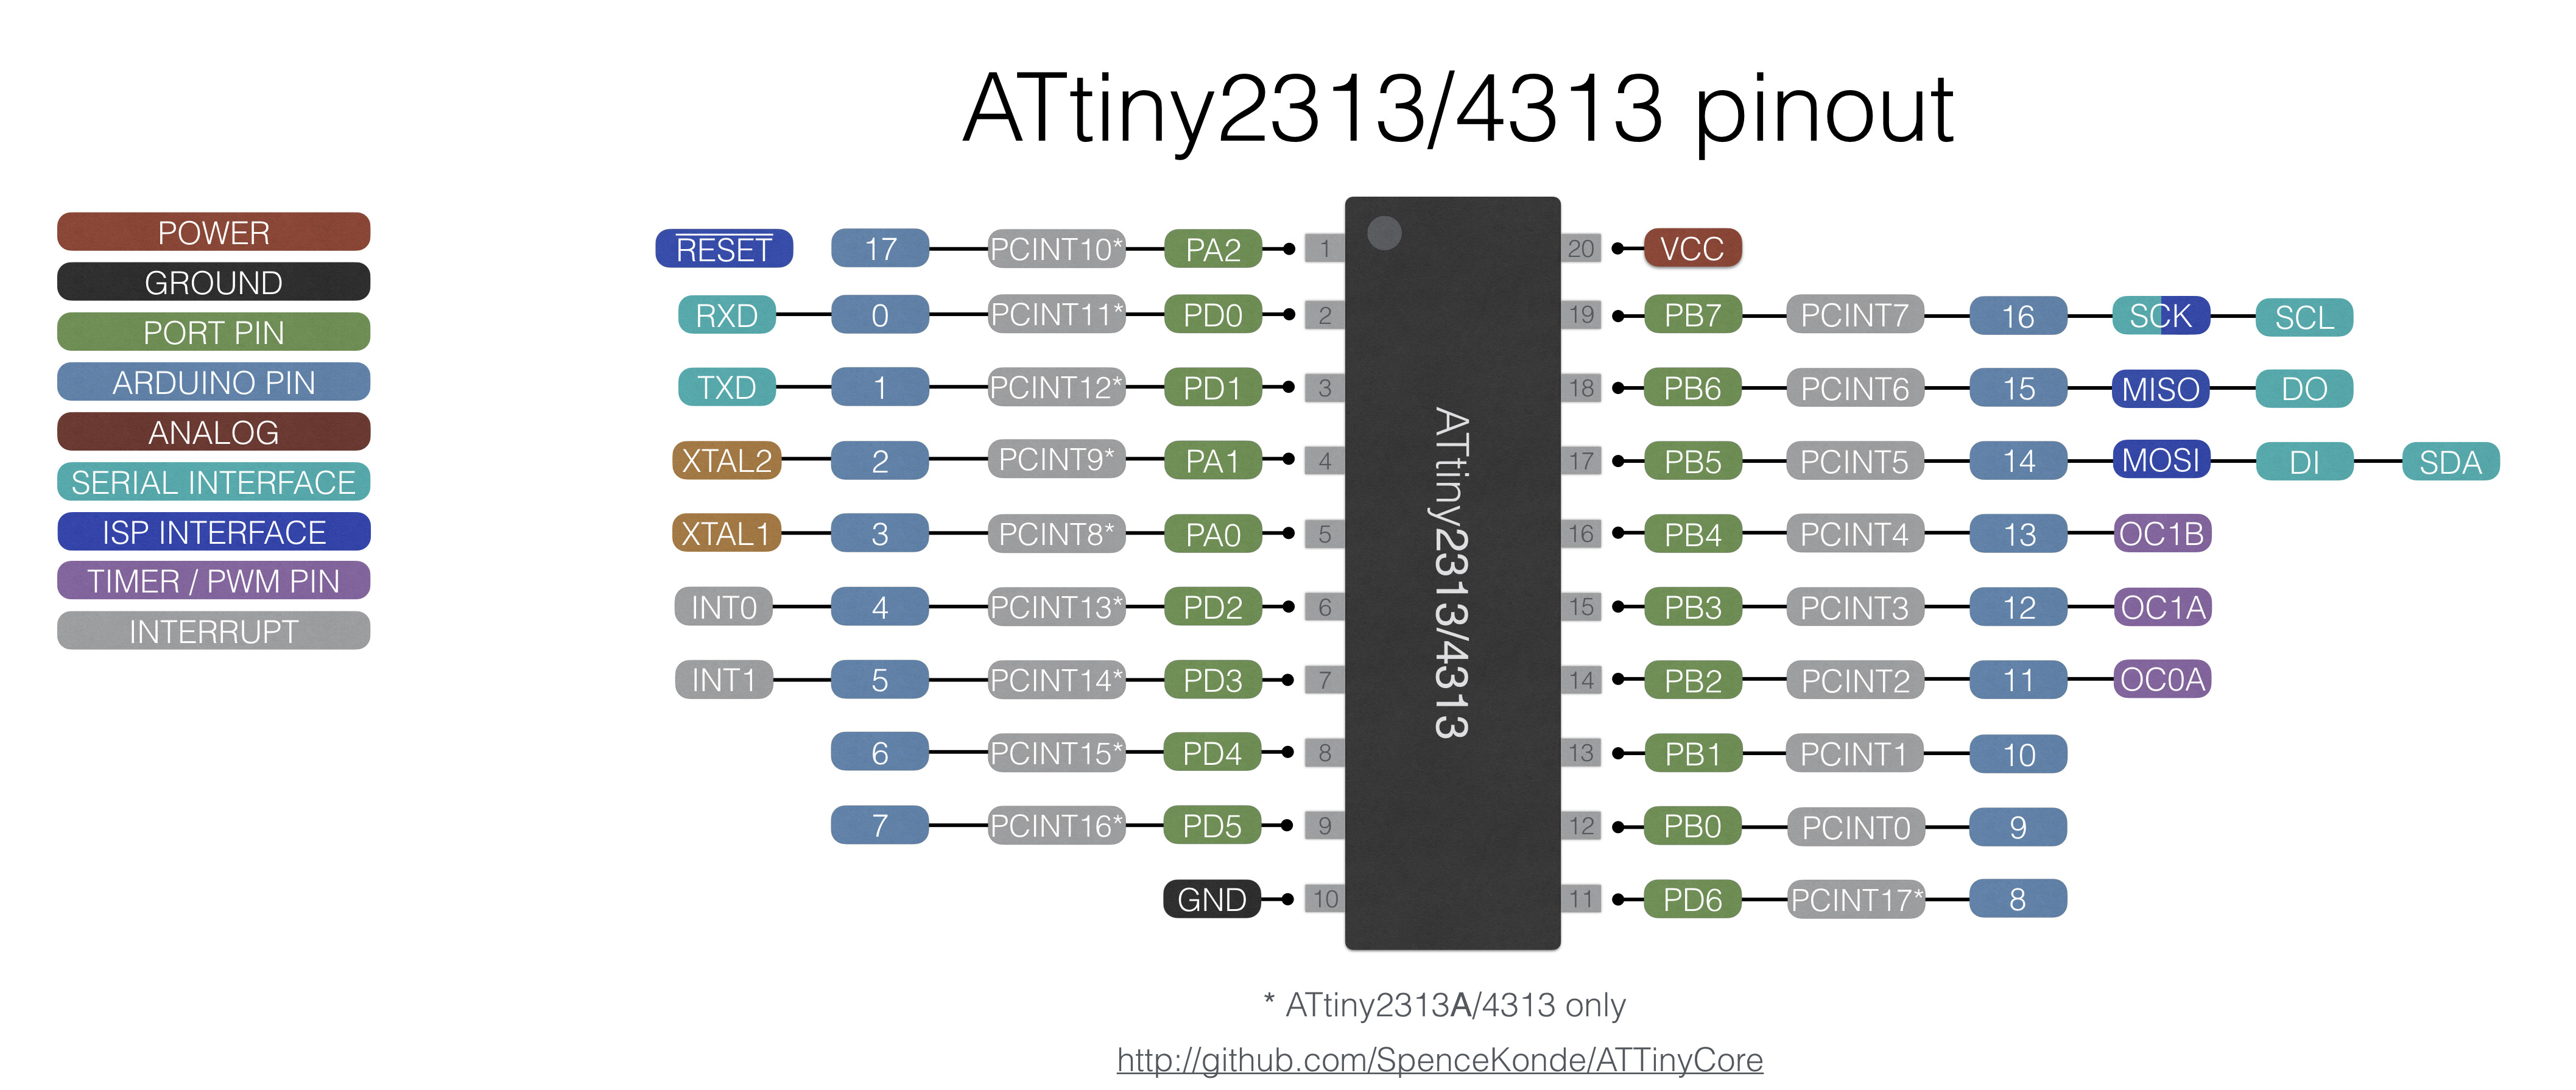 ATtiny2313/4313 pinout
POWER
GROUND
PORT PIN
ARDUINO PIN
ANALOG
SERIAL INTERFACE
ISP INTERFACE
TIMER / PWM PIN
INTERRUPT
RESET 17 PCINT10* PA2 1
RXD 0 PCINT11* PD0 2
TXD 1 PCINT12* PD1 3
XTAL2 2 PCINT9* PA1 4
XTAL1 3 PCINT8* PA0 5
INT0 4 PCINT13* PD2 6
INT1 5 PCINT14* PD3 7
6 PCINT15* PD4 8
7 PCINT16* PD5 9
GND 10
ATtiny2313/4313
20 VCC
19 PB7 PCINT7 16 SCK SCL
18 PB6 PCINT6 15 MISO DO
17 PB5 PCINT5 14 MOSI DI SDA
16 PB4 PCINT4 13 OC1B
15 PB3 PCINT3 12 OC1A
14 PB2 PCINT2 11 OC0A
13 PB1 PCINT1 10
12 PB0 PCINT0 9
11 PD6 PCINT17* 8
* ATtiny2313A/4313 only
http://github.com/SpenceKonde/ATTinyCore